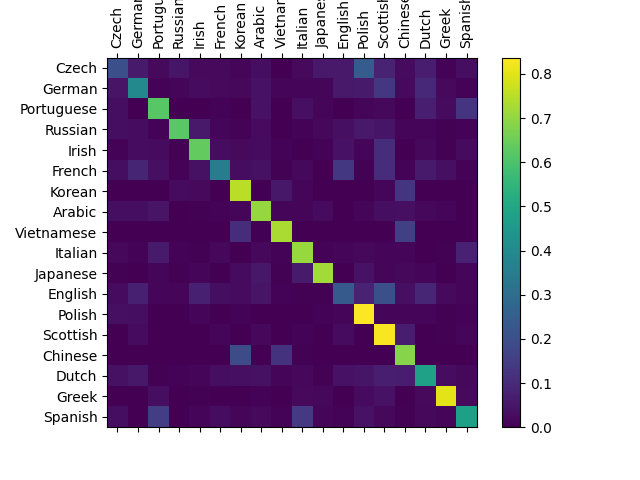 Czech
German
Portugu
Russian
Irish
French
Korean
Arabic
Vietnam
Italian
Japanes
English
Polish
Scottish
Chinese
Dutch
Greek
Spanish
Czech
German
Portuguese
Russian
Irish
French
Korean
Arabic
Vietnamese
Italian
Japanese
English
Polish
Scottish
Chinese
Dutch
Greek
Spanish
0.8
0.7
0.6
0.5
0.4
0.3
0.2
0.1
0.0